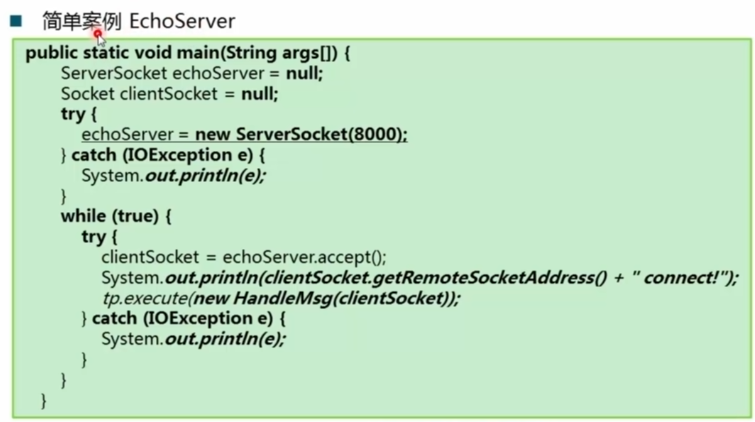 简单案例 EchoServer
public static void main(String args[]) {
ServerSocket echoServer = null;
Socket clientSocket = null;
try {
echoServer = new ServerSocket(8000);
} catch (IOException e) {
System.out.println(e);
}
while (true) {
try {
clientSocket = echoServer.accept();
System.out.println(clientSocket.getRemoteSocketAddress() + " connect!");
tp.execute(new HandleMsg(clientSocket));
} catch (IOException e) {
System.out.println(e);
}
}
}